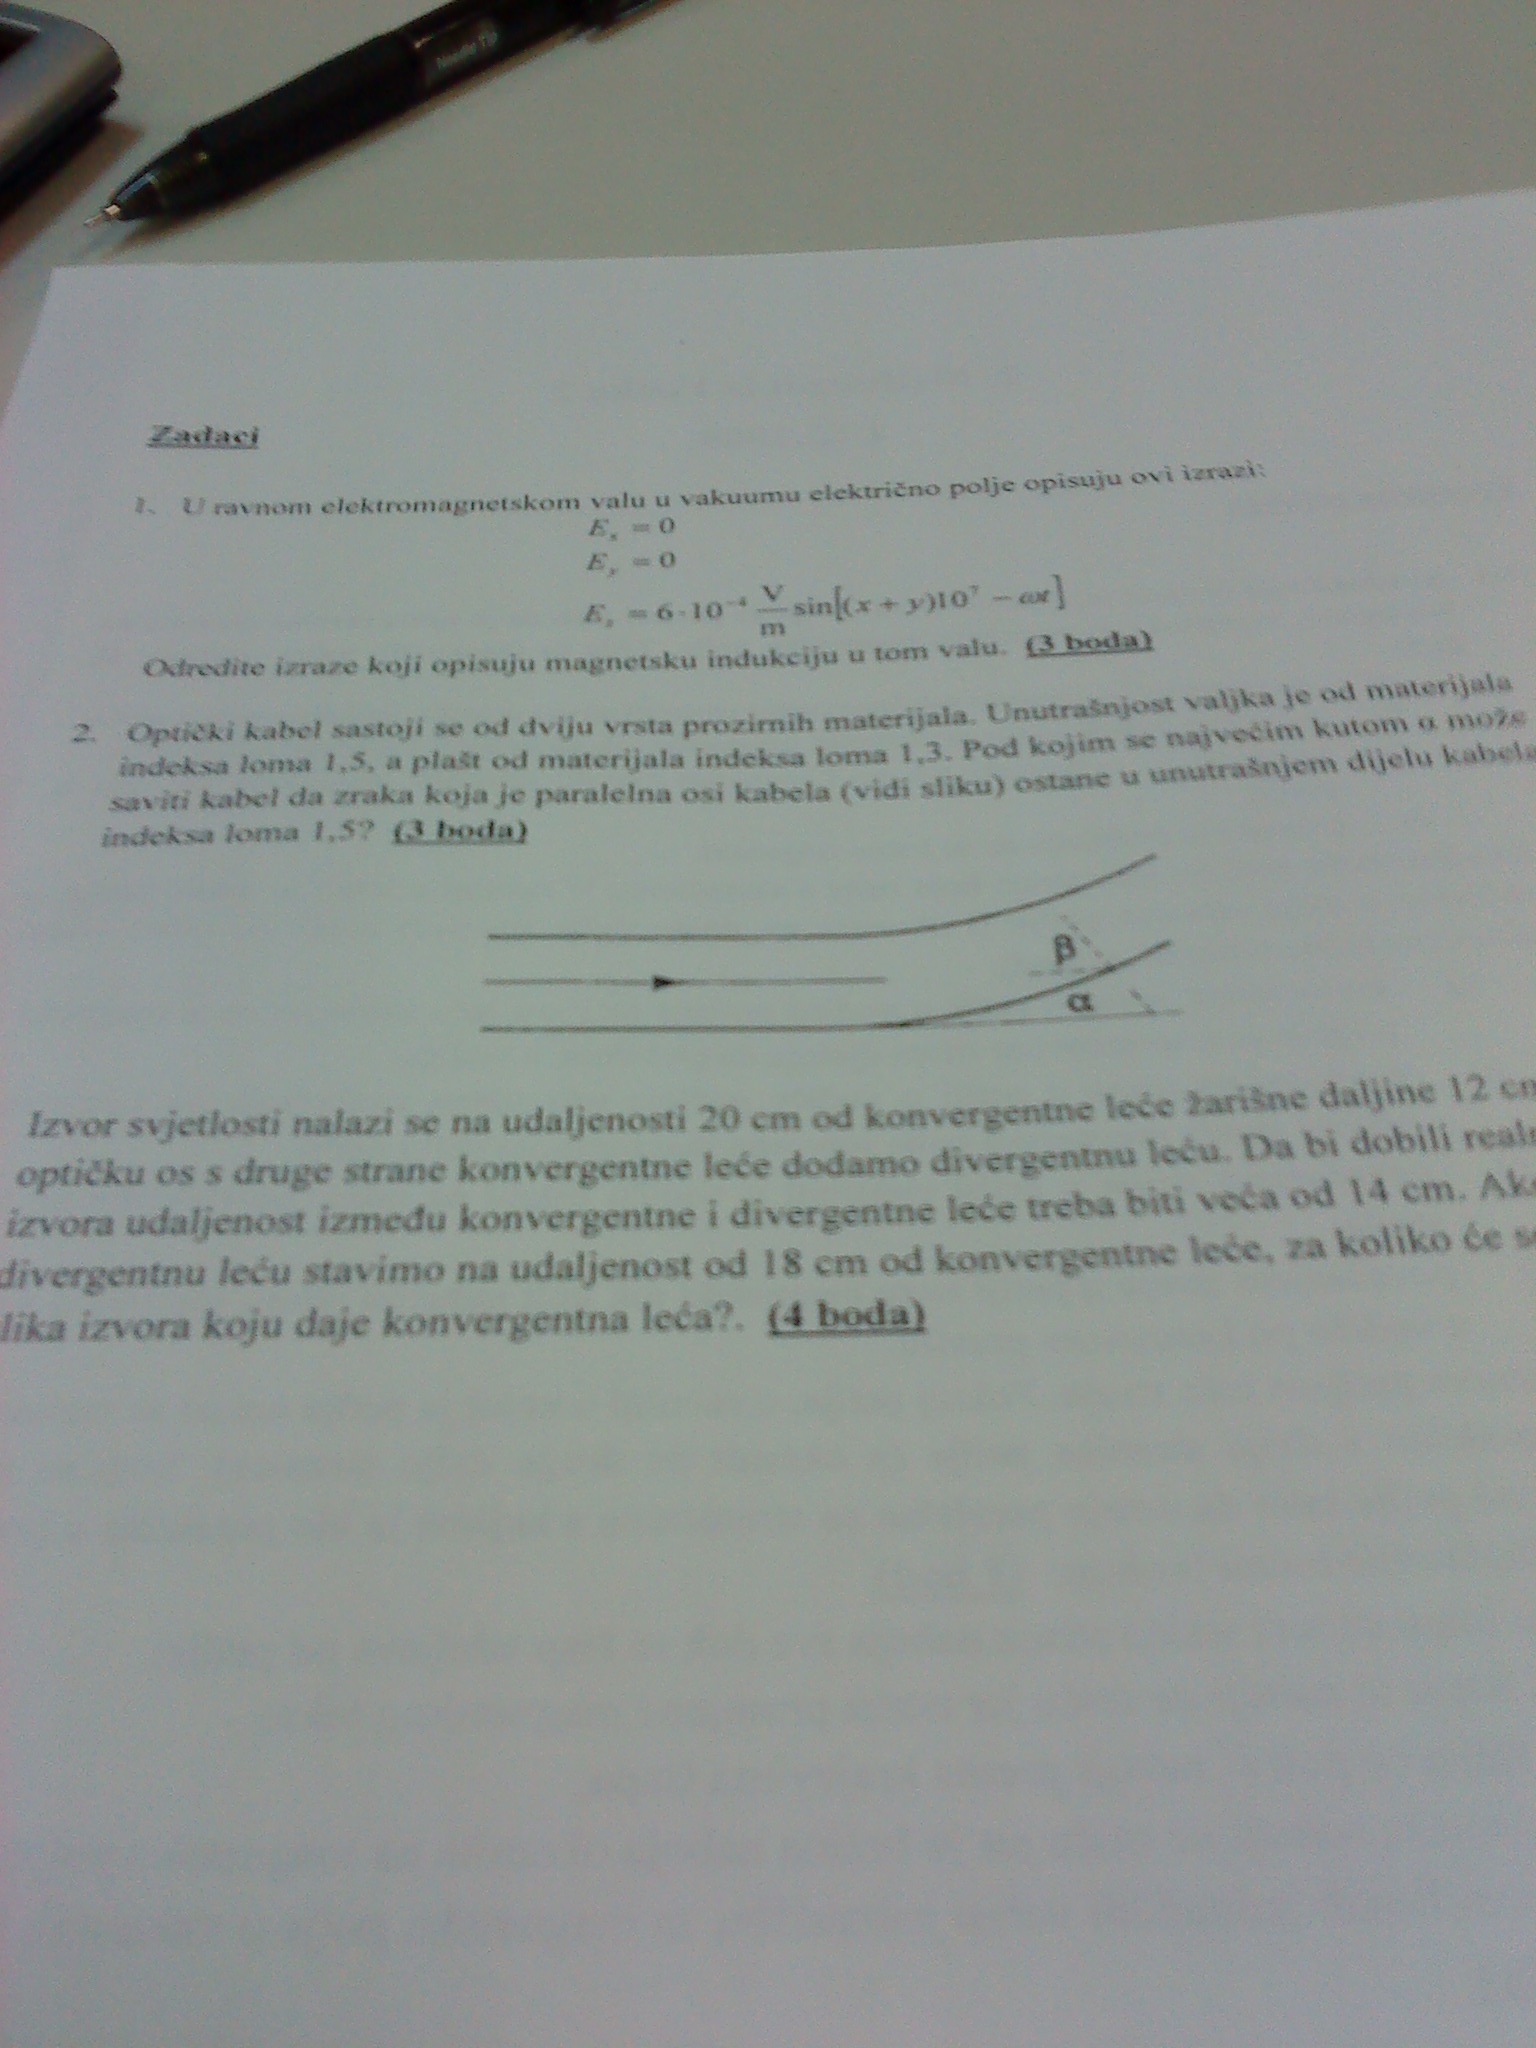 Zadaci
1. U ravnom elektromagnetskom valu u vakuumu električno polje opisuju ovi izrazi:
E_x = 0
E_y = 0
E_z = 6·10⁻⁴ V/m sin[(x + y)10⁷ − ωt]
Odredite izraze koji opisuju magnetsku indukciju u tom valu. (3 boda)
2. Optički kabel sastoji se od dviju vrsta prozirnih materijala. Unutrašnjost valjka je od materijala
indeksa loma 1,5, a plašt od materijala indeksa loma 1,3. Pod kojim se najvećim kutom α može
saviti kabel da zraka koja je paralelna osi kabela (vidi sliku) ostane u unutrašnjem dijelu kabela
indeksa loma 1,5? (3 boda)
β
α
Izvor svjetlosti nalazi se na udaljenosti 20 cm od konvergentne leće žarišne daljine 12 cm
optičku os s druge strane konvergentne leće dodamo divergentnu leću. Da bi dobili
izvora udaljenost između konvergentne i divergentne leće treba biti veća od 14 cm. Ako
divergentnu leću stavimo na udaljenost od 18 cm od konvergentne leće, za koliko će se
lika izvora koju daje konvergentna leća?. (4 boda)